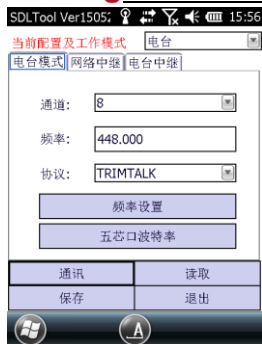 SDLTool Ver1505: 15:56
当前配置及工作模式 电台
电台模式 网络中继 电台中继
通道: 8
频率: 448.000
协议: TRIMTALK
频率设置
五芯口波特率
通讯 读取
保存 退出
A